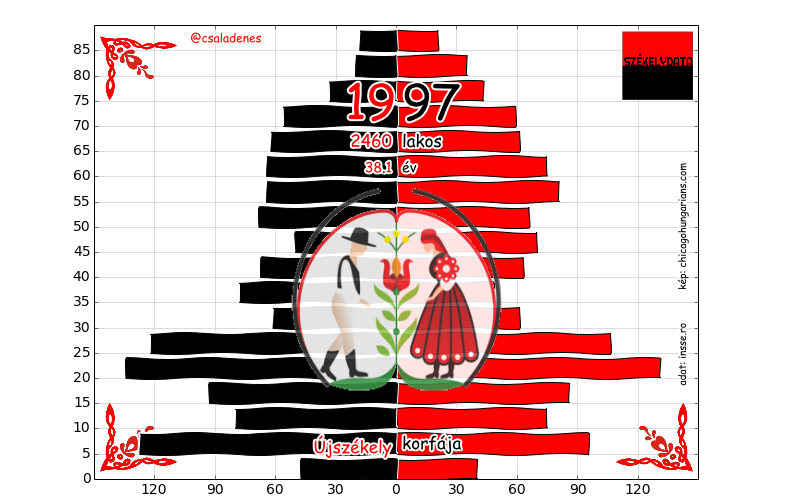 @csaladenes
SZÉKELYDATA
1997
2460 lakos
38.1 év
kép: chicagohungarians.com
adat: insse.ro
Újszékely korfája
85
80
75
70
65
60
55
50
45
40
35
30
25
20
15
10
5
0
120 90 60 30 0 30 60 90 120